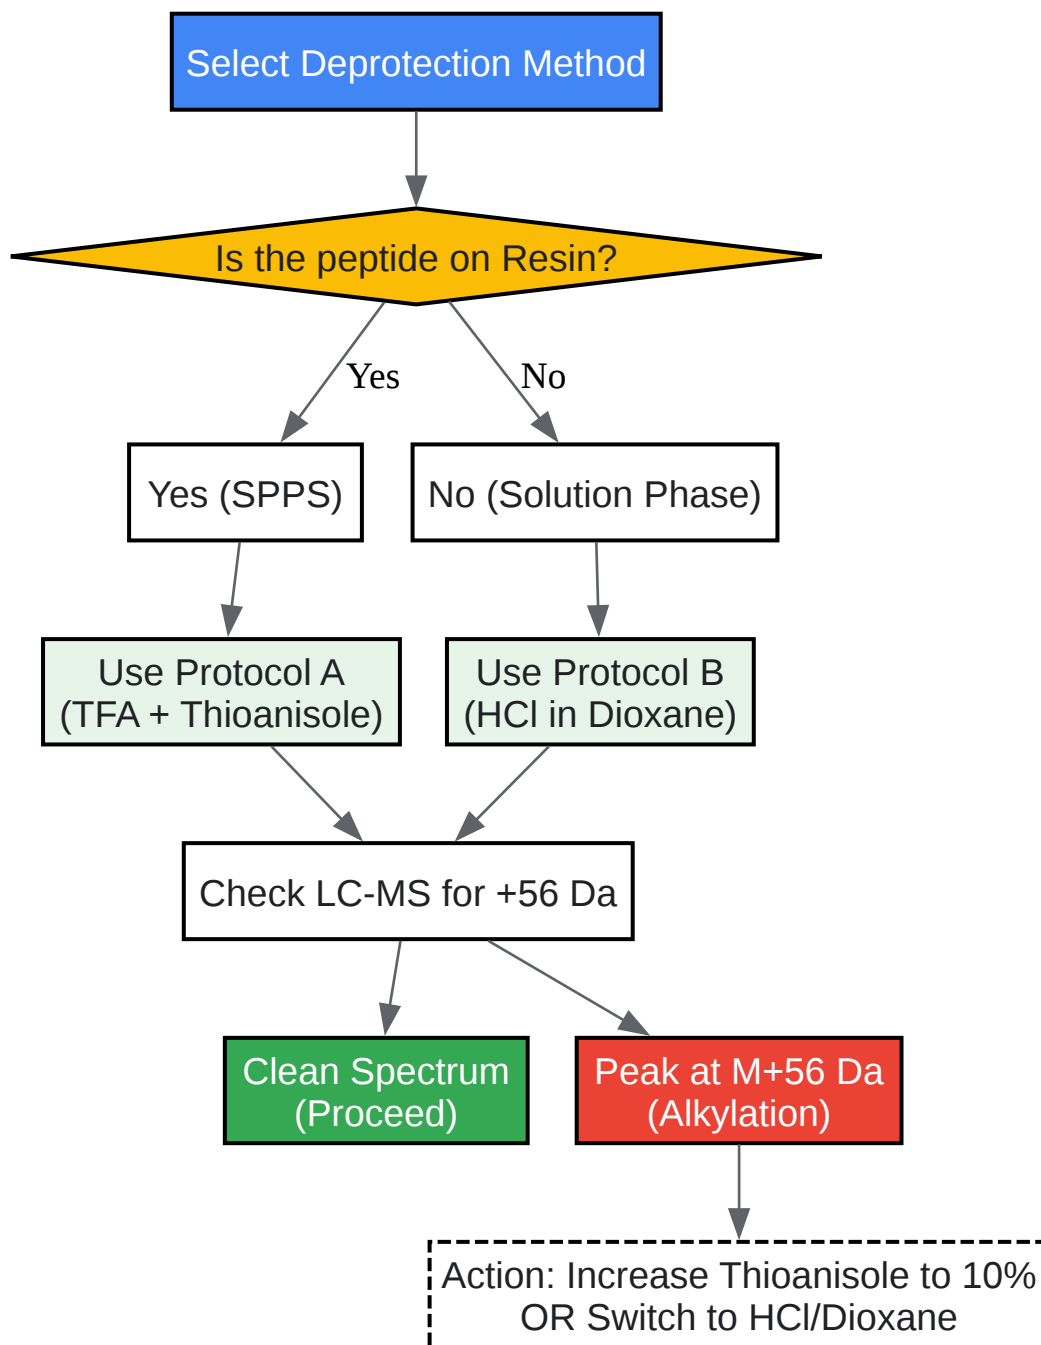 Select Deprotection Method
Is the peptide on Resin?
Yes
No
Yes (SPPS)
No (Solution Phase)
Use Protocol A
(TFA + Thioanisole)
Use Protocol B
(HCl in Dioxane)
Check LC-MS for +56 Da
Clean Spectrum
(Proceed)
Peak at M+56 Da
(Alkylation)
Action: Increase Thioanisole to 10%
OR Switch to HCl/Dioxane